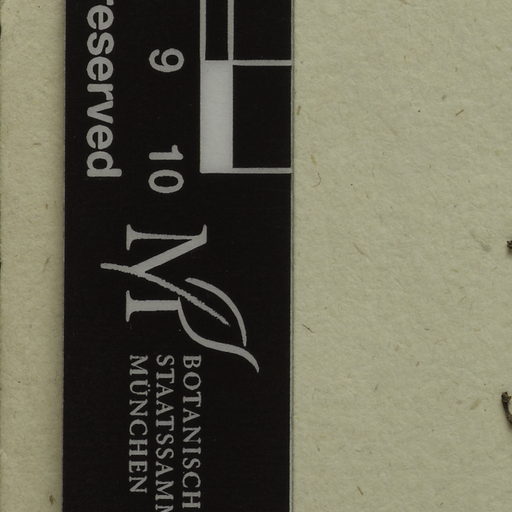 reserved
9 10
M
BOTANISCH
STAATSSAMM
MÜNCHEN